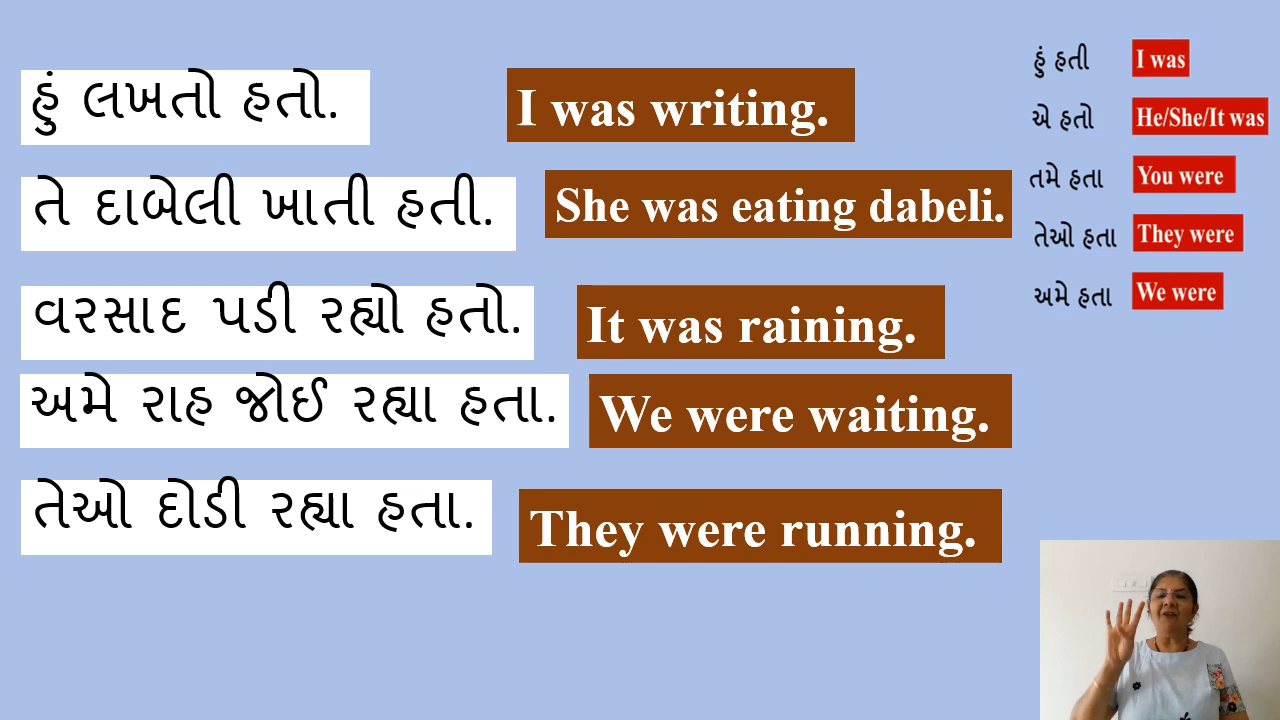 હું લખતો હતો. I was writing.
તે દાબેલી ખાતી હતી. She was eating dabeli.
વરસાદ પડી રહ્યો હતો. It was raining.
અમે રાહ જોઈ રહ્યા હતા. We were waiting.
તેઓ દોડી રહ્યા હતા. They were running.
હું હતી I was
એ હતો He/She/It was
તમે હતા You were
તેઓ હતા They were
અમે હતા We were